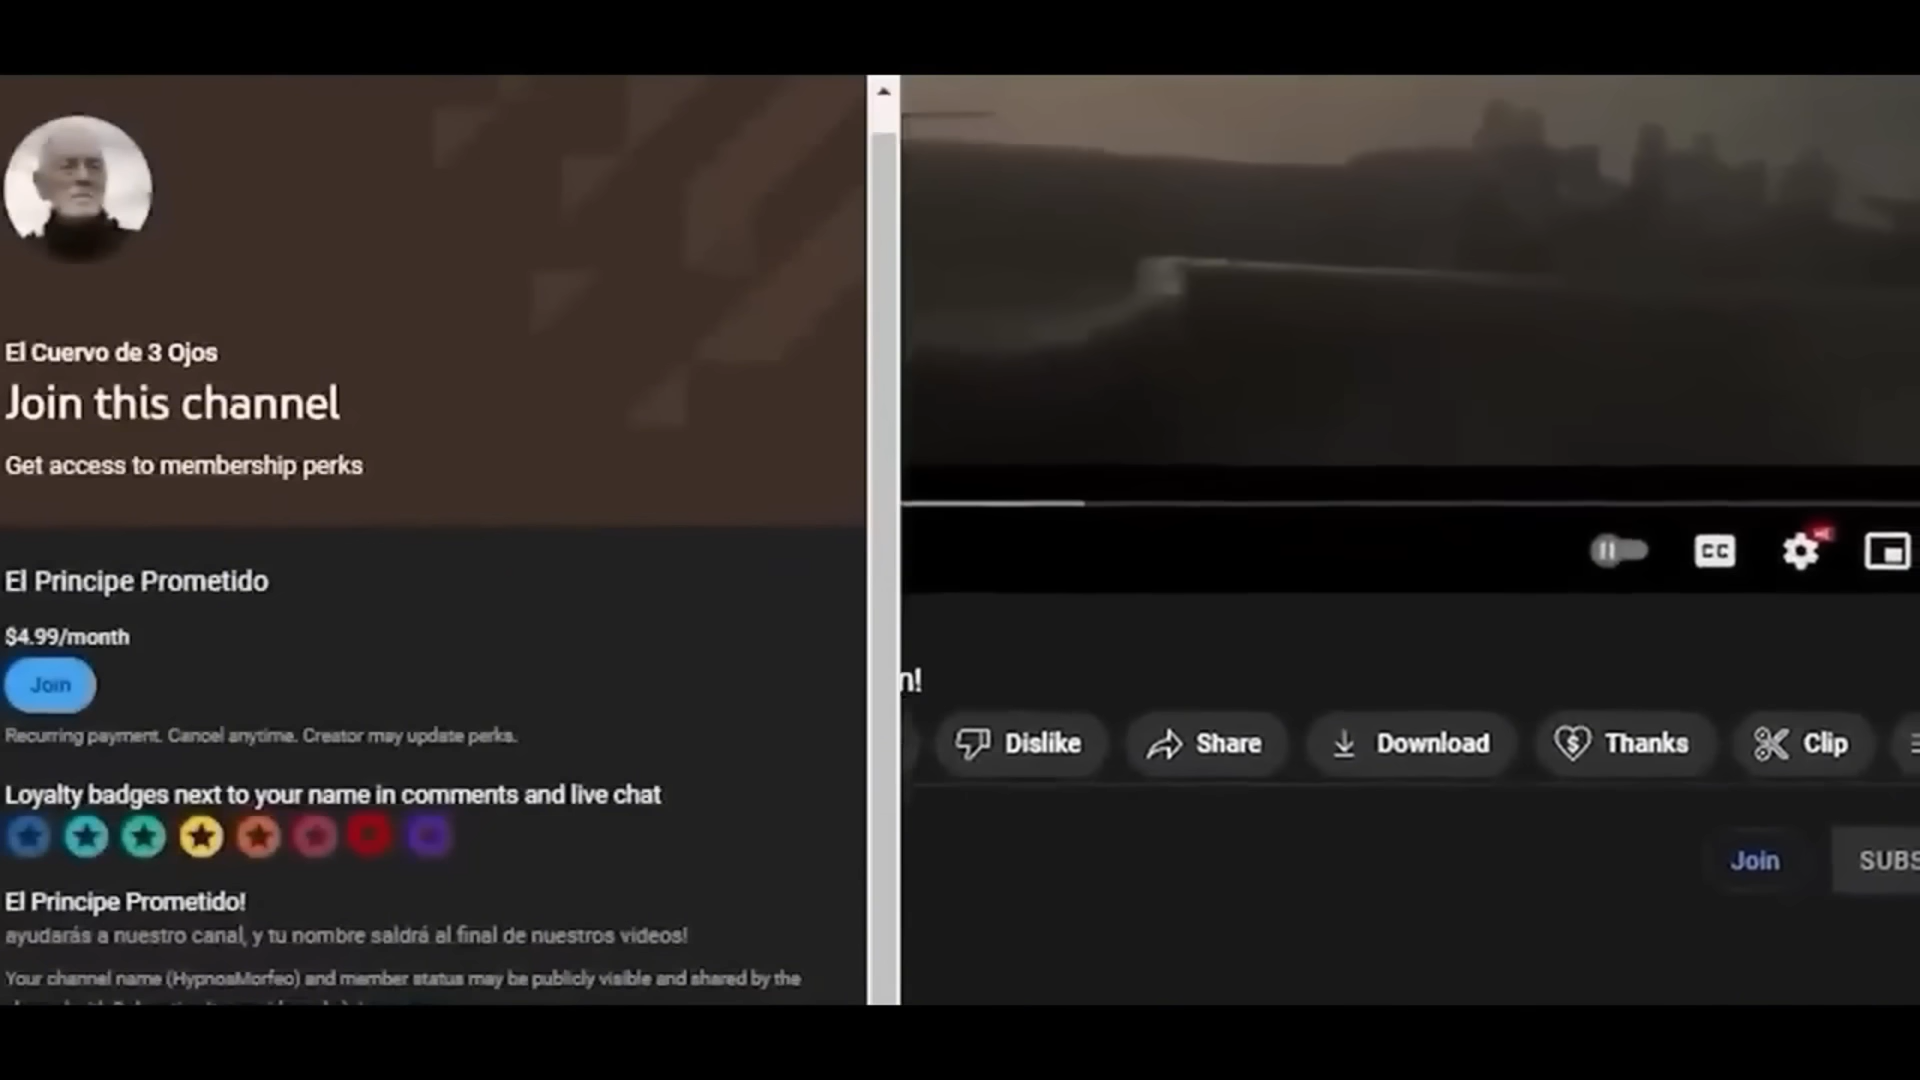 El Cuervo de 3 Ojos
Join this channel
Get access to membership perks
El Principe Prometido
$4.99/month
Join
Recurring payment. Cancel anytime. Creator may update perks.
Loyalty badges next to your name in comments and live chat
El Principe Prometido!
ayudarás a nuestro canal, y tu nombre saldrá al final de nuestros videos!
Your channel name (HypnosMorfeo) and member status may be publicly visible and shared by the
CC
n!
Dislike
Share
Download
Thanks
Clip
Join
SUBS